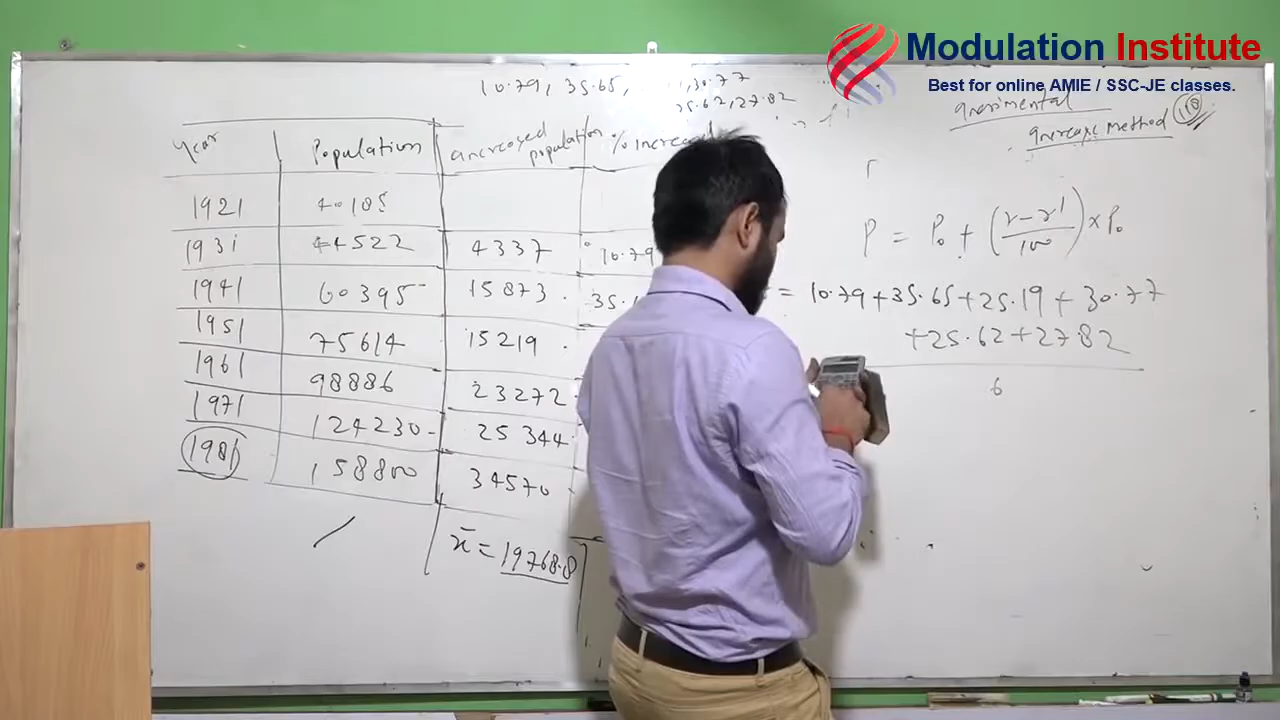 Modulation Institute
Best for online AMIE / SSC-JE classes.
10.79, 35.65, 30.77
25.62, 27.82
increase method
Year Population increased population % increase
1921 40185
1931 44522 4337 10.79
1941 60395 15873
1951 75614 15219
1961 98886 23272
1971 124230 25344
1981 158800 34570
x̄ = 19768.8
P = P₀ + (r-r'/100) × P₀
= 10.79+35.65+25.19+30.77
+25.62+27.82
6